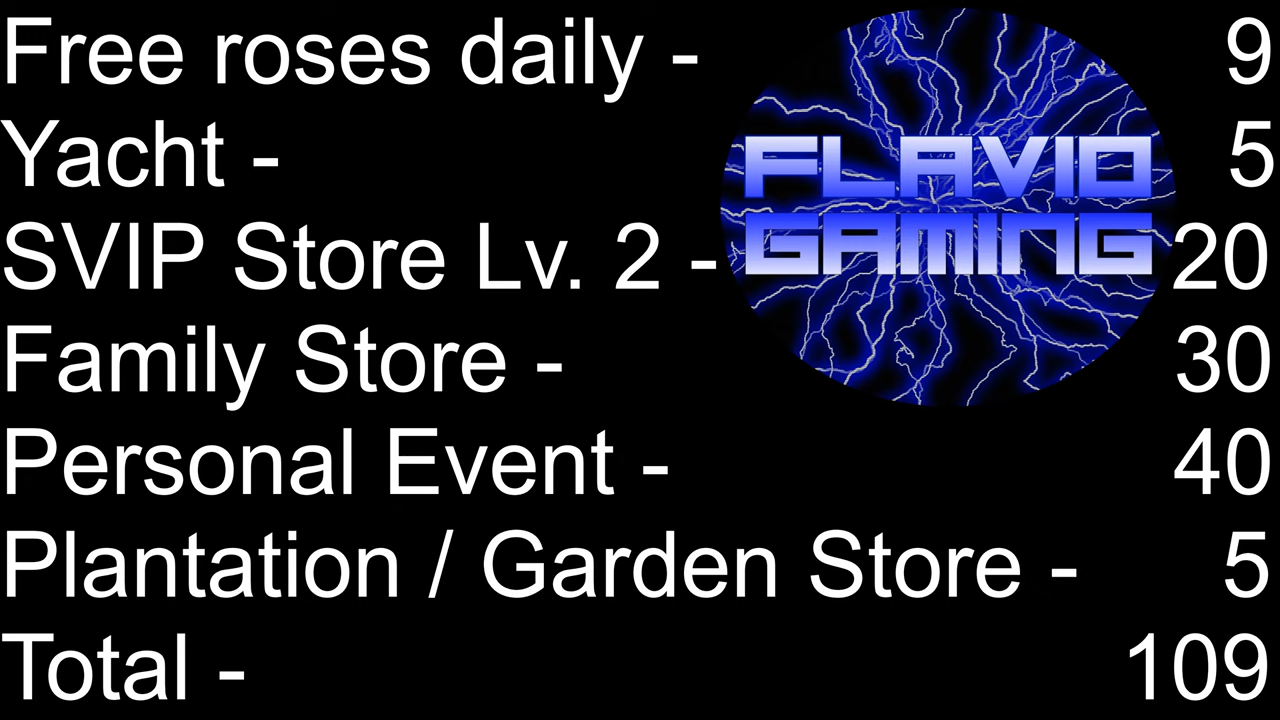 Free roses daily - 9
Yacht - 5
SVIP Store Lv. 2 - 20
Family Store - 30
Personal Event - 40
Plantation / Garden Store - 5
Total - 109
FLAVIO
GAMING